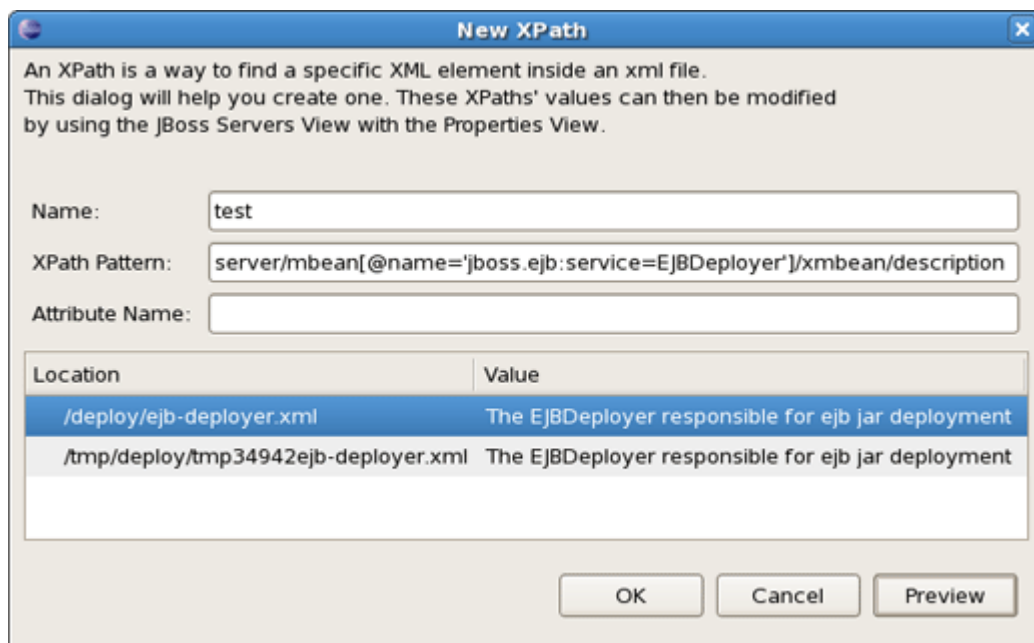 New XPath
An XPath is a way to find a specific XML element inside an xml file.
This dialog will help you create one. These XPaths' values can then be modified
by using the JBoss Servers View with the Properties View.
Name: test
XPath Pattern: server/mbean[@name='jboss.ejb:service=EJBDeployer']/xmbean/description
Attribute Name:
Location Value
/deploy/ejb-deployer.xml The EJBDeployer responsible for ejb jar deployment
/tmp/deploy/tmp34942ejb-deployer.xml The EJBDeployer responsible for ejb jar deployment
OK Cancel Preview